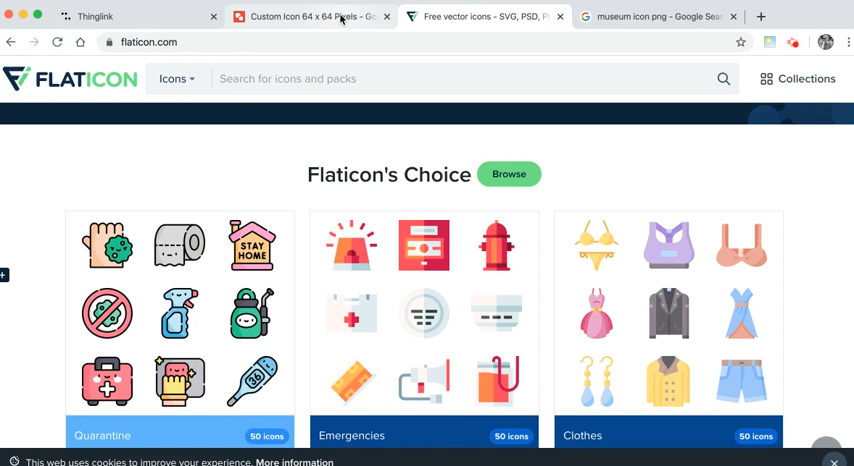 Thinglink
Custom Icon 64 x 64 Pixels - Go
Free vector icons - SVG, PSD, P
museum icon png - Google Sear
flaticon.com
FLATICON
Icons
Search for icons and packs
Collections
Flaticon's Choice
Browse
STAY
HOME
36
Quarantine
50 icons
Emergencies
50 icons
Clothes
50 icons
This web uses cookies to improve your experience. More information